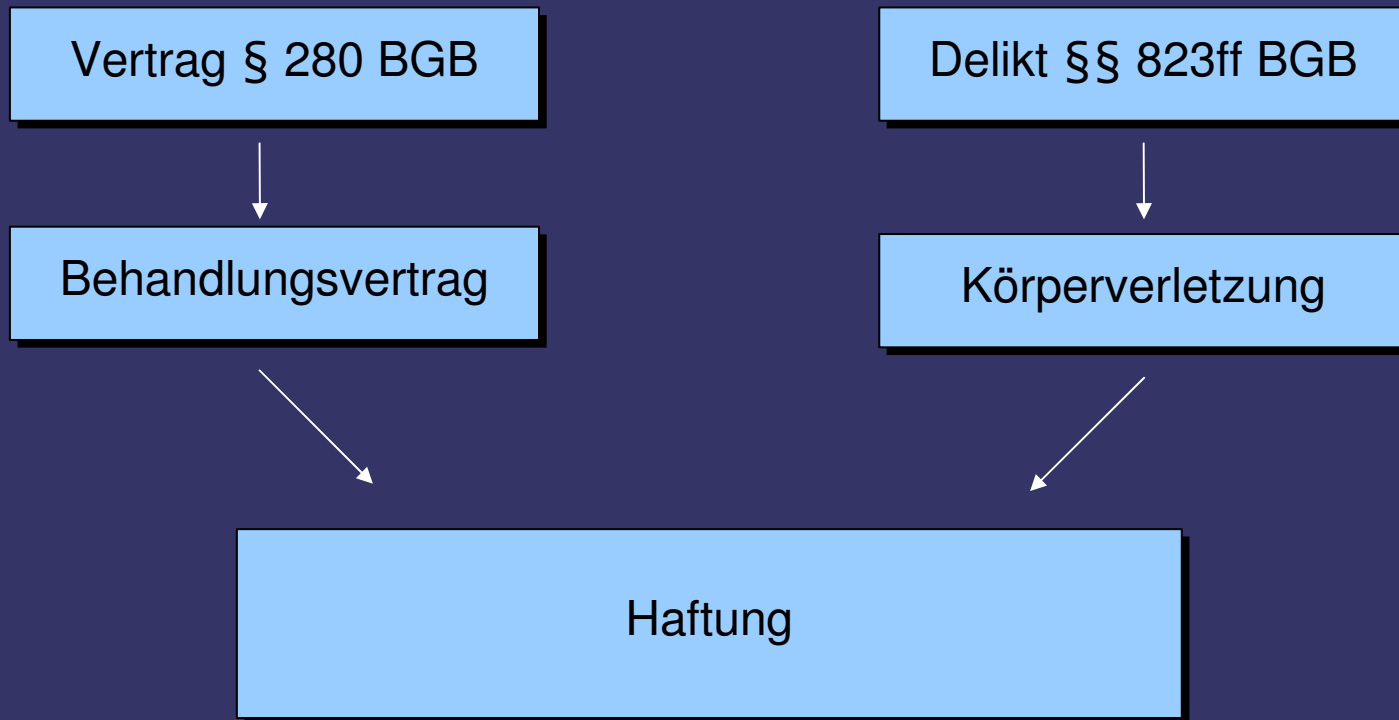 Vertrag § 280 BGB
Delikt §§ 823ff BGB
Behandlungsvertrag
Körperverletzung
Haftung